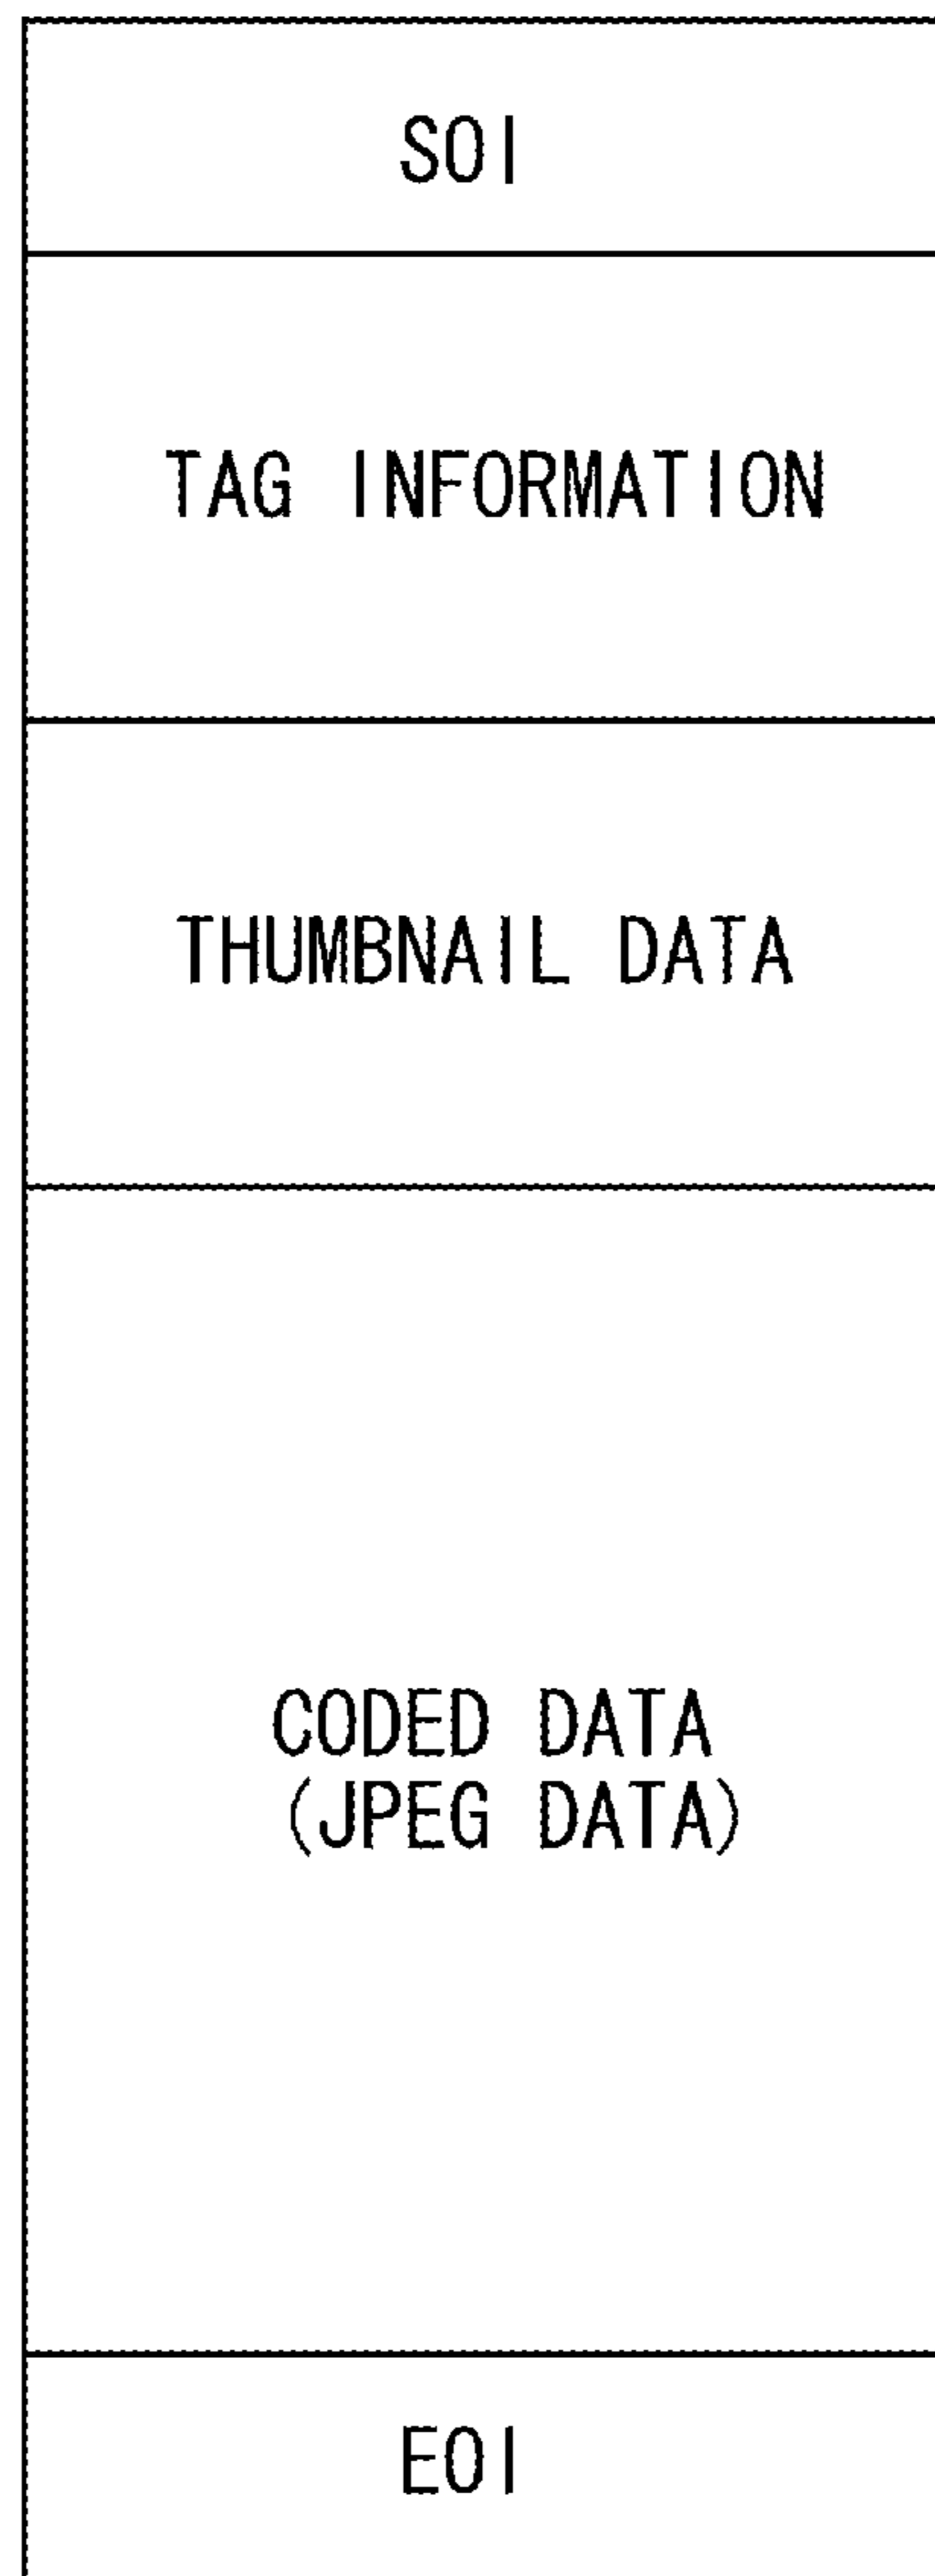 SOI
TAG INFORMATION
THUMBNAIL DATA
CODED DATA
(JPEG DATA)
EOI